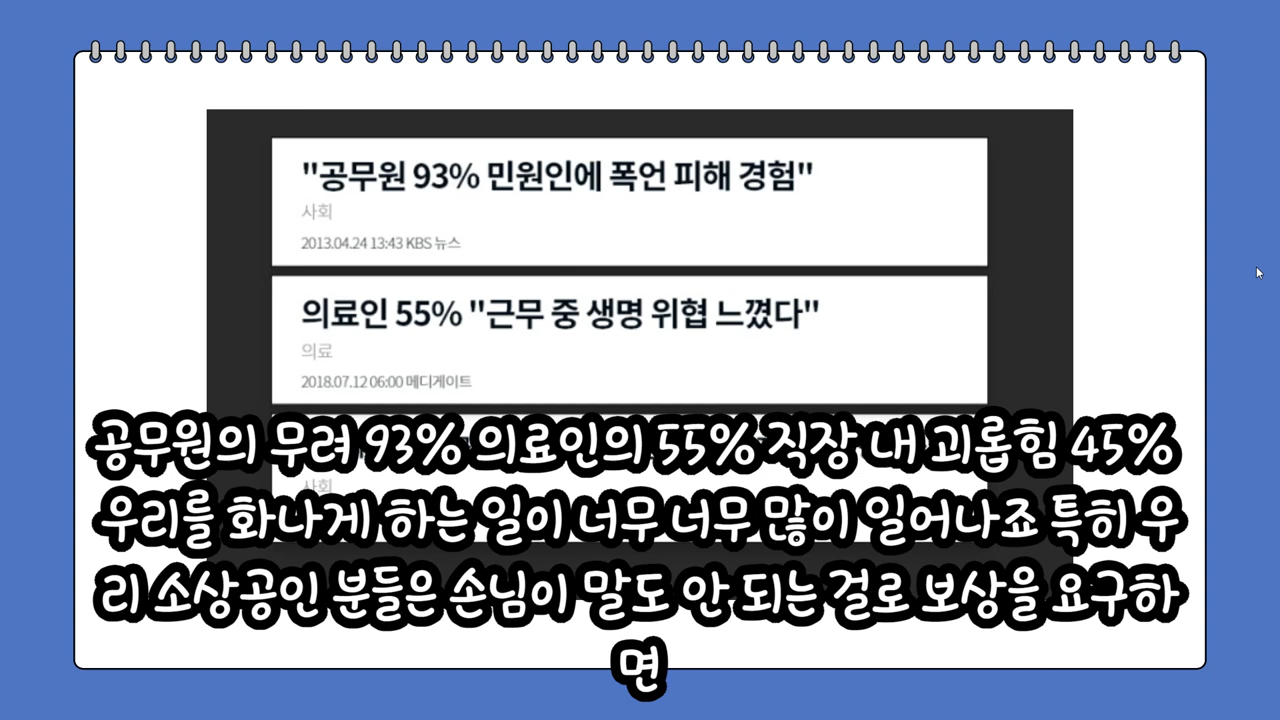 "공무원 93% 민원인에 폭언 피해 경험"
사회
2013.04.24 13:43 KBS 뉴스
의료인 55% "근무 중 생명 위협 느꼈다"
의료
2018.07.12 06:00 메디게이트
공무원의 무려 93% 의료인의 55% 직장 내 괴롭힘 45%
사회
우리를 화나게 하는 일이 너무 너무 많이 일어나죠 특히 우
리 소상공인 분들은 손님이 말도 안 되는 걸로 보상을 요구하
면